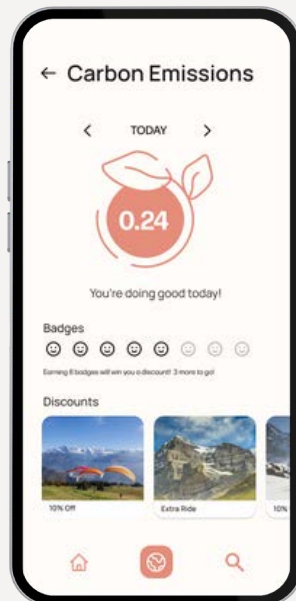 ← Carbon Emissions
< TODAY >
0.24
You're doing good today!
Badges
Earning 8 badges will win you a discount! 3 more to go!
Discounts
10% Off
Extra Ride
10%